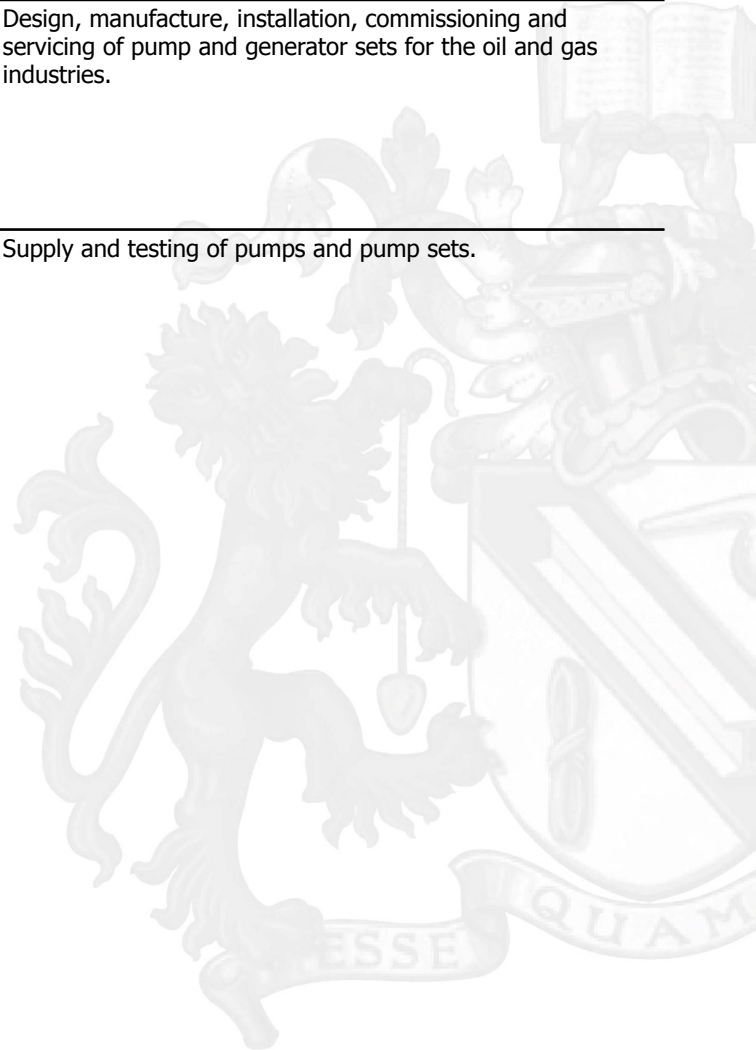 Design, manufacture, installation, commissioning and
servicing of pump and generator sets for the oil and gas
industries.
Supply and testing of pumps and pump sets.
ESSE
QUAM